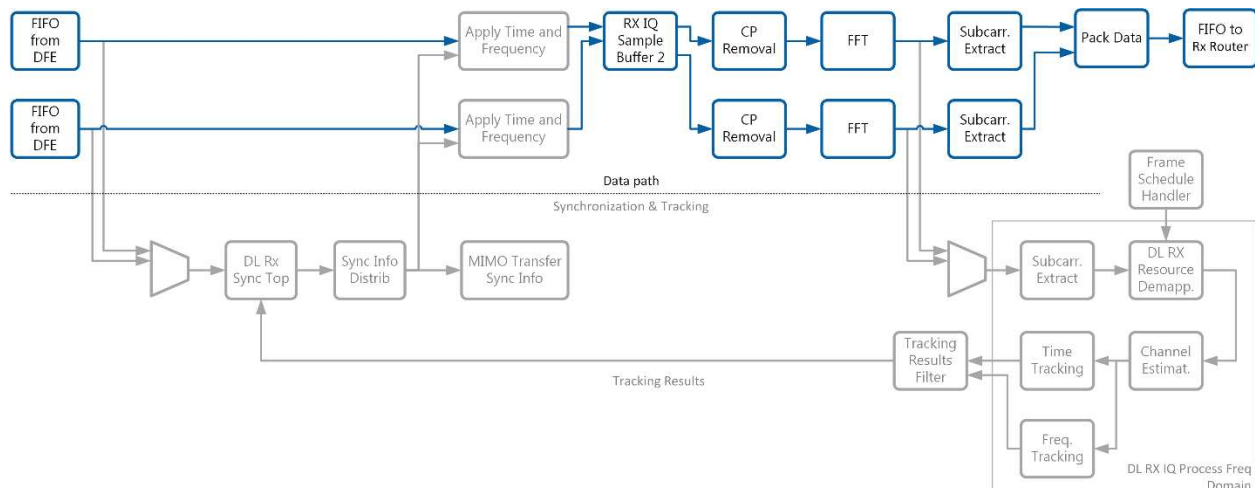 FIFO
from
DFE
Apply Time and
Frequency
RX IQ
Sample
Buffer 2
CP
Removal
FFT
Subcarr.
Extract
Pack Data
FIFO to
Rx Router
FIFO
from
DFE
Apply Time and
Frequency
CP
Removal
FFT
Subcarr.
Extract
Data path
Synchronization & Tracking
Frame
Schedule
Handler
DL Rx
Sync Top
Sync Info
Distrib
MIMO Transfer
Sync Info
Subcarr.
Extract
DL RX
Resource
Demapp.
Tracking
Results
Filter
Time
Tracking
Channel
Estimat.
Tracking Results
Freq.
Tracking
DL RX IQ Process Freq
Domain